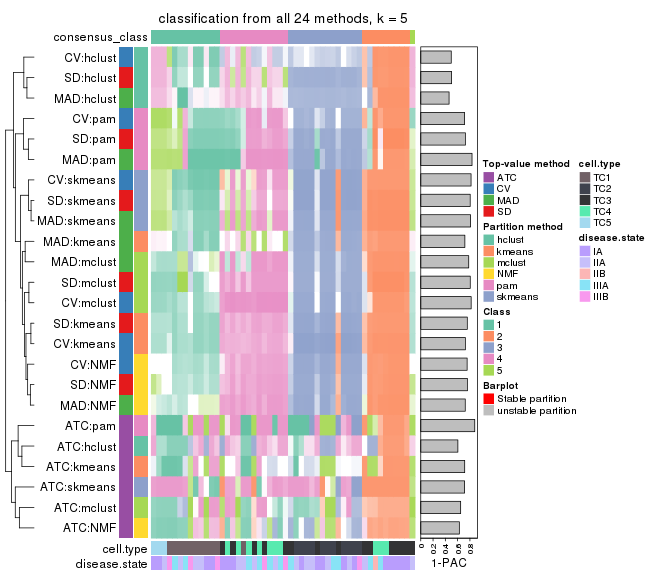 classification from all 24 methods, k = 5
consensus_class
CV:hclust
SD:hclust
MAD:hclust
CV:pam
SD:pam
MAD:pam
CV:skmeans
SD:skmeans
MAD:skmeans
MAD:kmeans
MAD:mclust
SD:mclust
CV:mclust
SD:kmeans
CV:kmeans
CV:NMF
SD:NMF
MAD:NMF
ATC:pam
ATC:hclust
ATC:kmeans
ATC:skmeans
ATC:mclust
ATC:NMF
cell.type
disease.state
0 0.2 0.4 0.6 0.8
1-PAC
Top-value method
ATC
CV
MAD
SD
Partition method
hclust
kmeans
mclust
NMF
pam
skmeans
Class
1
2
3
4
5
Barplot
Stable partition
unstable partition
cell.type
TC1
TC2
TC3
TC4
TC5
disease.state
IA
IIA
IIB
IIIA
IIIB